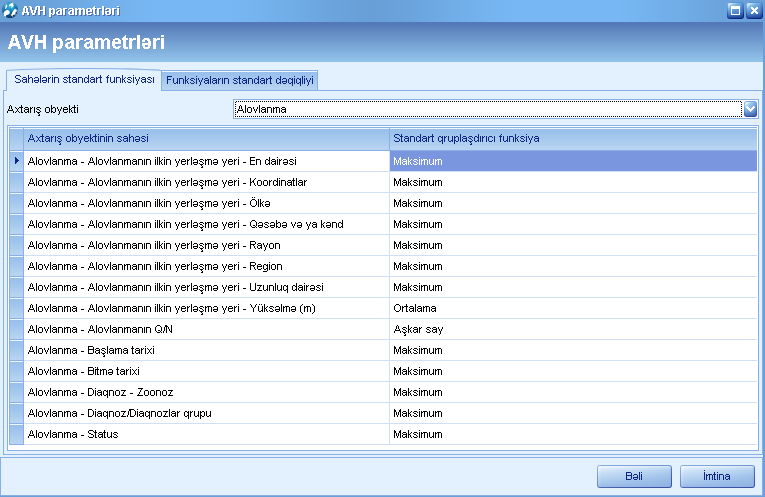 AVH parametrləri
AVH parametrləri
Sahələrin standart funksiyası Funksiyaların standart dəqiqliyi
Axtarış obyekti Alovlanma
Axtarış obyektinin sahəsi Standart qruplaşdırıcı funksiya
Alovlanma - Alovlanmanın ilkin yerləşmə yeri - En dairəsi Maksimum
Alovlanma - Alovlanmanın ilkin yerləşmə yeri - Koordinatlar Maksimum
Alovlanma - Alovlanmanın ilkin yerləşmə yeri - Ölkə Maksimum
Alovlanma - Alovlanmanın ilkin yerləşmə yeri - Qəsəbə və ya kənd Maksimum
Alovlanma - Alovlanmanın ilkin yerləşmə yeri - Rayon Maksimum
Alovlanma - Alovlanmanın ilkin yerləşmə yeri - Region Maksimum
Alovlanma - Alovlanmanın ilkin yerləşmə yeri - Uzunluq dairəsi Maksimum
Alovlanma - Alovlanmanın ilkin yerləşmə yeri - Yüksəlmə (m) Ortalama
Alovlanma - Alovlanmanın Q/N Aşkar say
Alovlanma - Başlama tarixi Maksimum
Alovlanma - Bitmə tarixi Maksimum
Alovlanma - Diaqnoz - Zoonoz Maksimum
Alovlanma - Diaqnoz/Diaqnozlar qrupu Maksimum
Alovlanma - Status Maksimum
Bəli İmtina